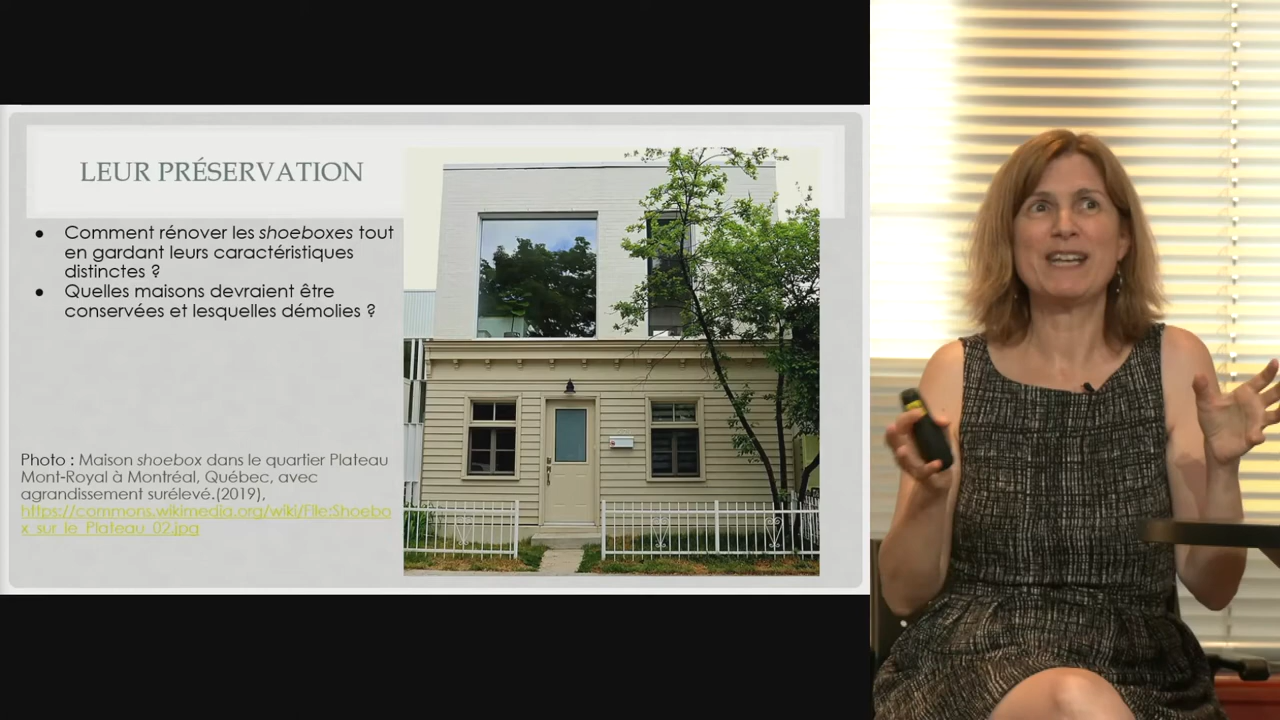 LEUR PRÉSERVATION
● Comment rénover les shoeboxes tout
en gardant leurs caractéristiques
distinctes ?
● Quelles maisons devraient être
conservées et lesquelles démolies ?
Photo : Maison shoebox dans le quartier Plateau
Mont-Royal à Montréal, Québec, avec
agrandissement surélevé.(2019),
https://commons.wikimedia.org/wiki/File:Shoebo
x_sur_le_Plateau_02.jpg